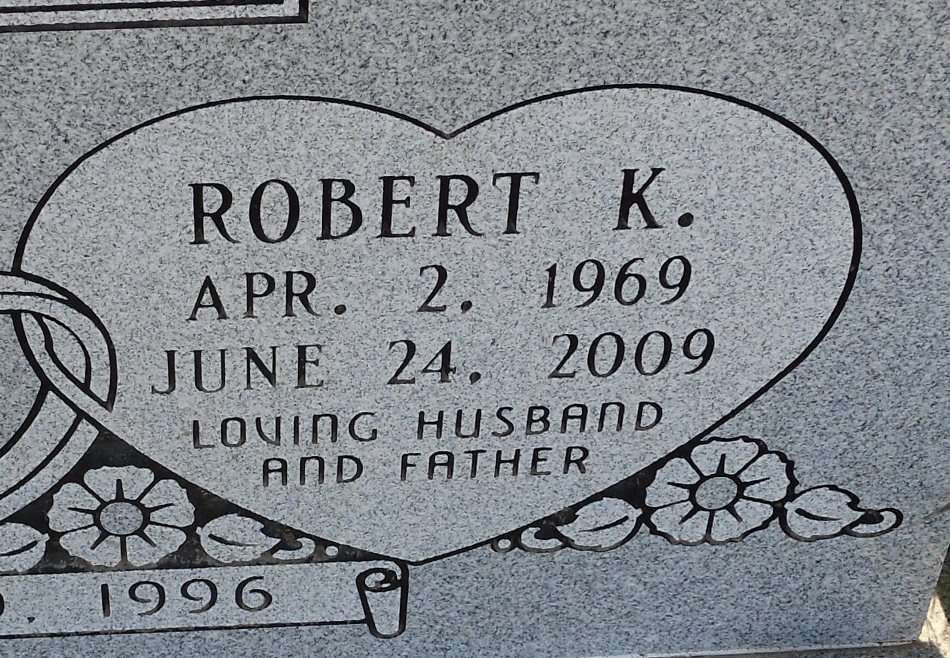 ROBERT K.
APR. 2. 1969
JUNE 24. 2009
LOVING HUSBAND
AND FATHER
. 1996